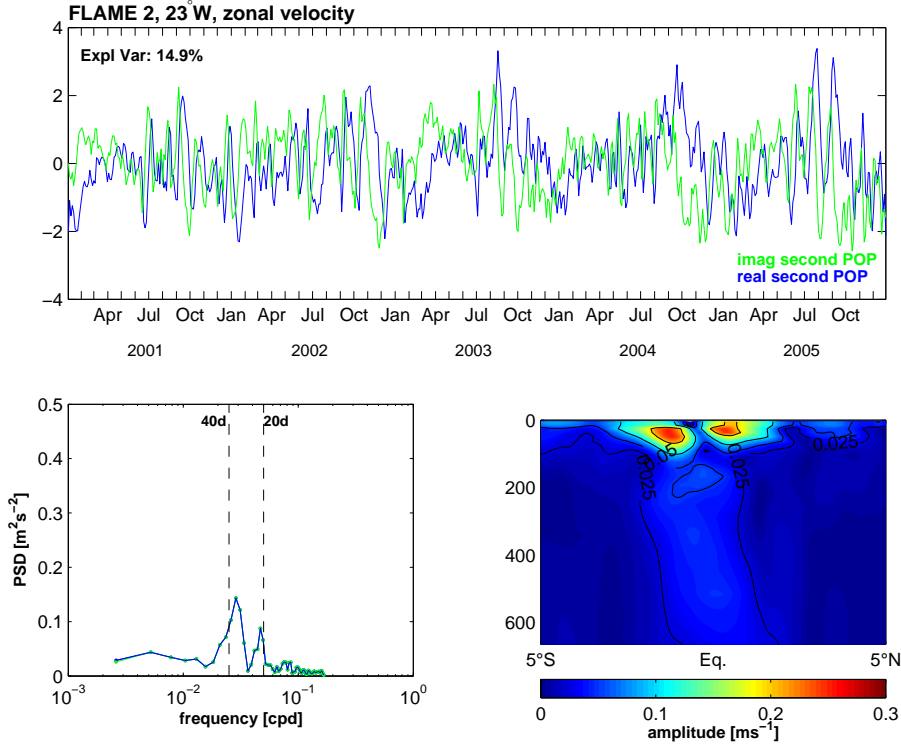 FLAME 2, 23°W, zonal velocity
Expl Var: 14.9%
4
2
0
−2
−4
imag second POP
real second POP
Apr Jul Oct Jan Apr Jul Oct Jan Apr Jul Oct Jan Apr Jul Oct Jan Apr Jul Oct
2001 2002 2003 2004 2005
0.5
0.4
0.3
0.2
0.1
0
40d 20d
PSD [m²s⁻²]
10⁻³ 10⁻² 10⁻¹ 10⁰
frequency [cpd]
0
200
400
600
0.05
0.025
0.025
0.025
0.025
5°S Eq. 5°N
0 0.1 0.2 0.3
amplitude [ms⁻¹]